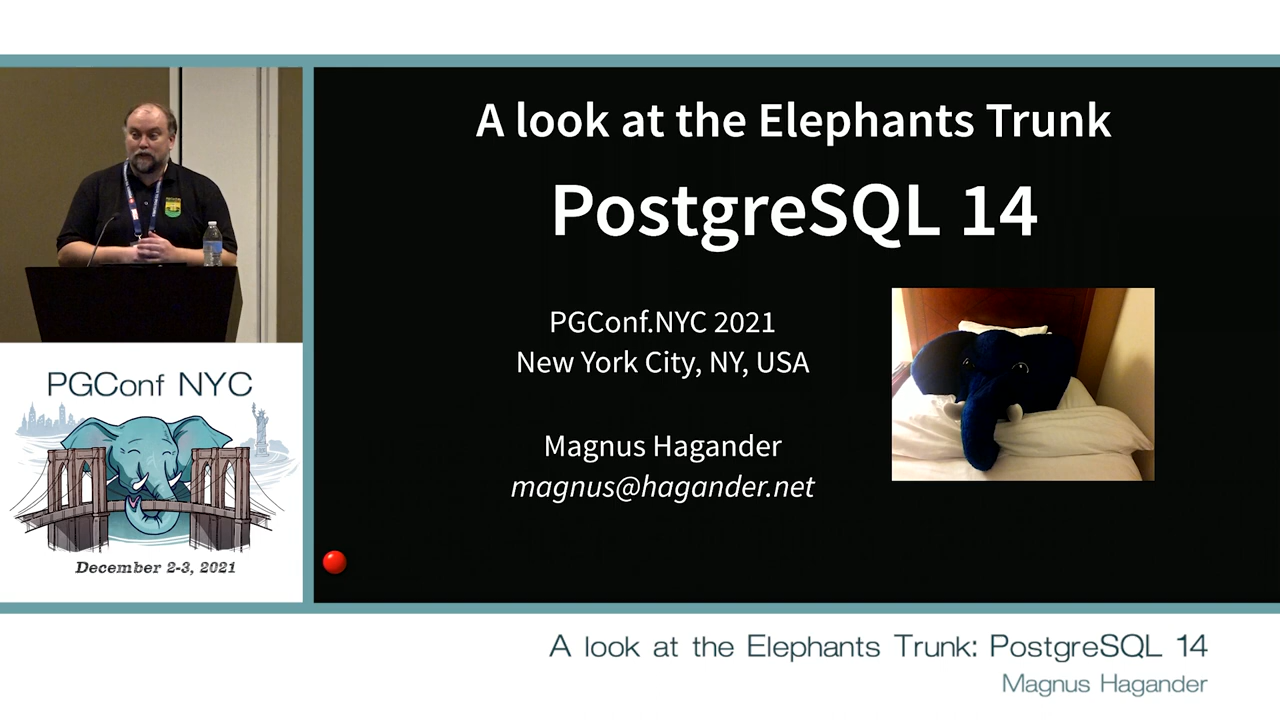 A look at the Elephants Trunk
PostgreSQL 14
PGConf.NYC 2021
New York City, NY, USA
Magnus Hagander
magnus@hagander.net
PGConf NYC
December 2-3, 2021
A look at the Elephants Trunk: PostgreSQL 14
Magnus Hagander